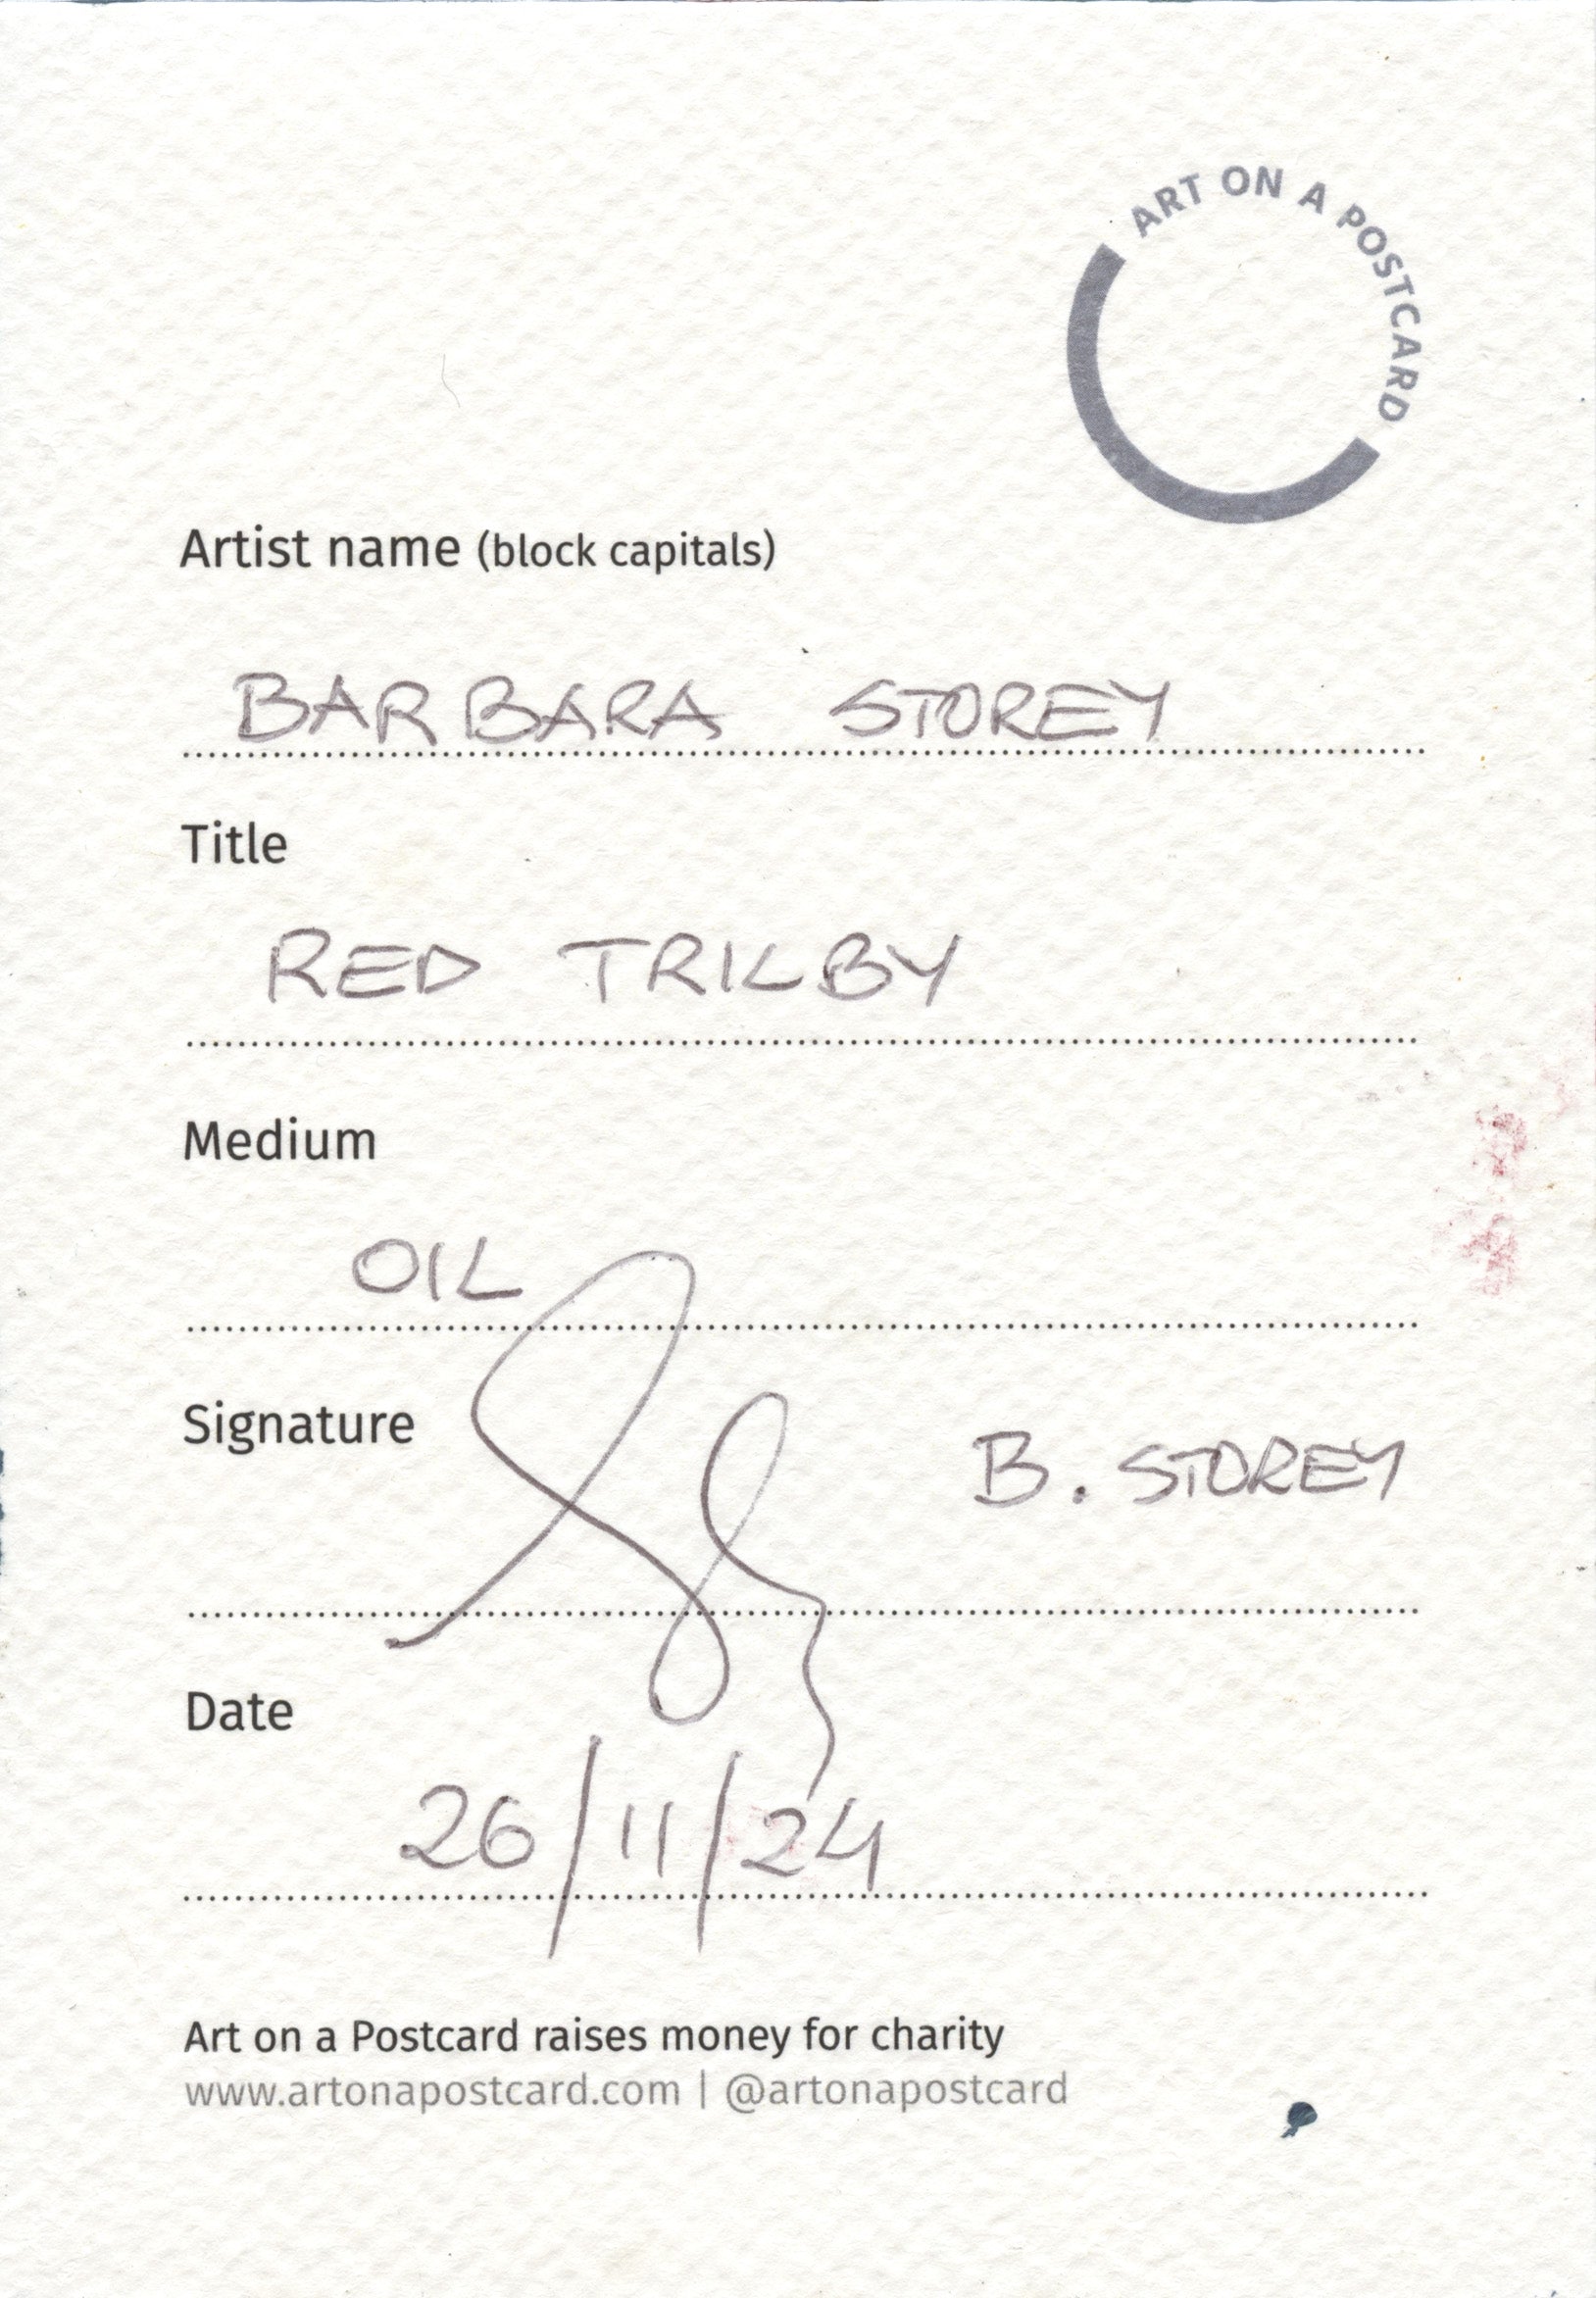 ART ON A POSTCARD
Artist name (block capitals)
BARBARA STOREY
Title
RED TRILBY
Medium
OIL
Signature
B. STOREY
Date
26/11/24
Art on a Postcard raises money for charity
www.artonapostcard.com | @artonapostcard